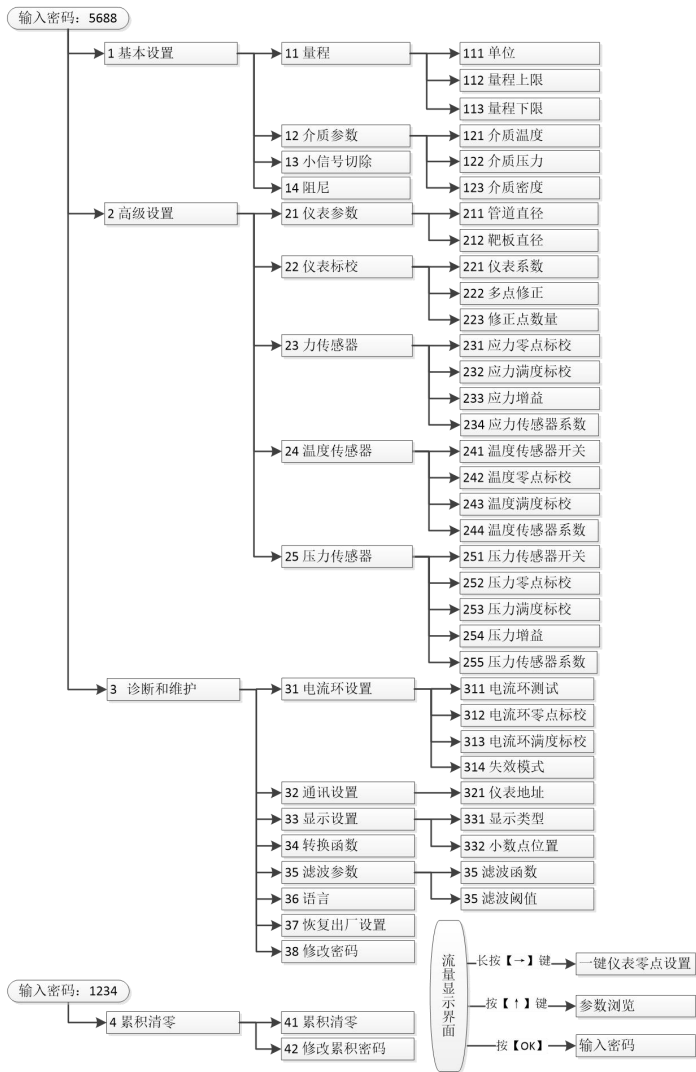 输入密码：5688
1 基本设置
11 量程
111 单位
112 量程上限
113 量程下限
12 介质参数
121 介质温度
122 介质压力
123 介质密度
13 小信号切除
14 阻尼
2 高级设置
21 仪表参数
211 管道直径
212 靶板直径
22 仪表标校
221 仪表系数
222 多点修正
223 修正点数量
23 力传感器
231 应力零点标校
232 应力满度标校
233 应力增益
234 应力传感器系数
24 温度传感器
241 温度传感器开关
242 温度零点标校
243 温度满度标校
244 温度传感器系数
25 压力传感器
251 压力传感器开关
252 压力零点标校
253 压力满度标校
254 压力增益
255 压力传感器系数
3 诊断和维护
31 电流环设置
311 电流环测试
312 电流环零点标校
313 电流环满度标校
314 失效模式
32 通讯设置
321 仪表地址
33 显示设置
331 显示类型
332 小数点位置
34 转换函数
35 滤波参数
35 滤波函数
35 滤波阈值
36 语言
37 恢复出厂设置
38 修改密码
输入密码：1234
4 累积清零
41 累积清零
42 修改累积密码
流量显示界面
长按【→】键
一键仪表零点设置
按【↑】键
参数浏览
按【OK】
输入密码